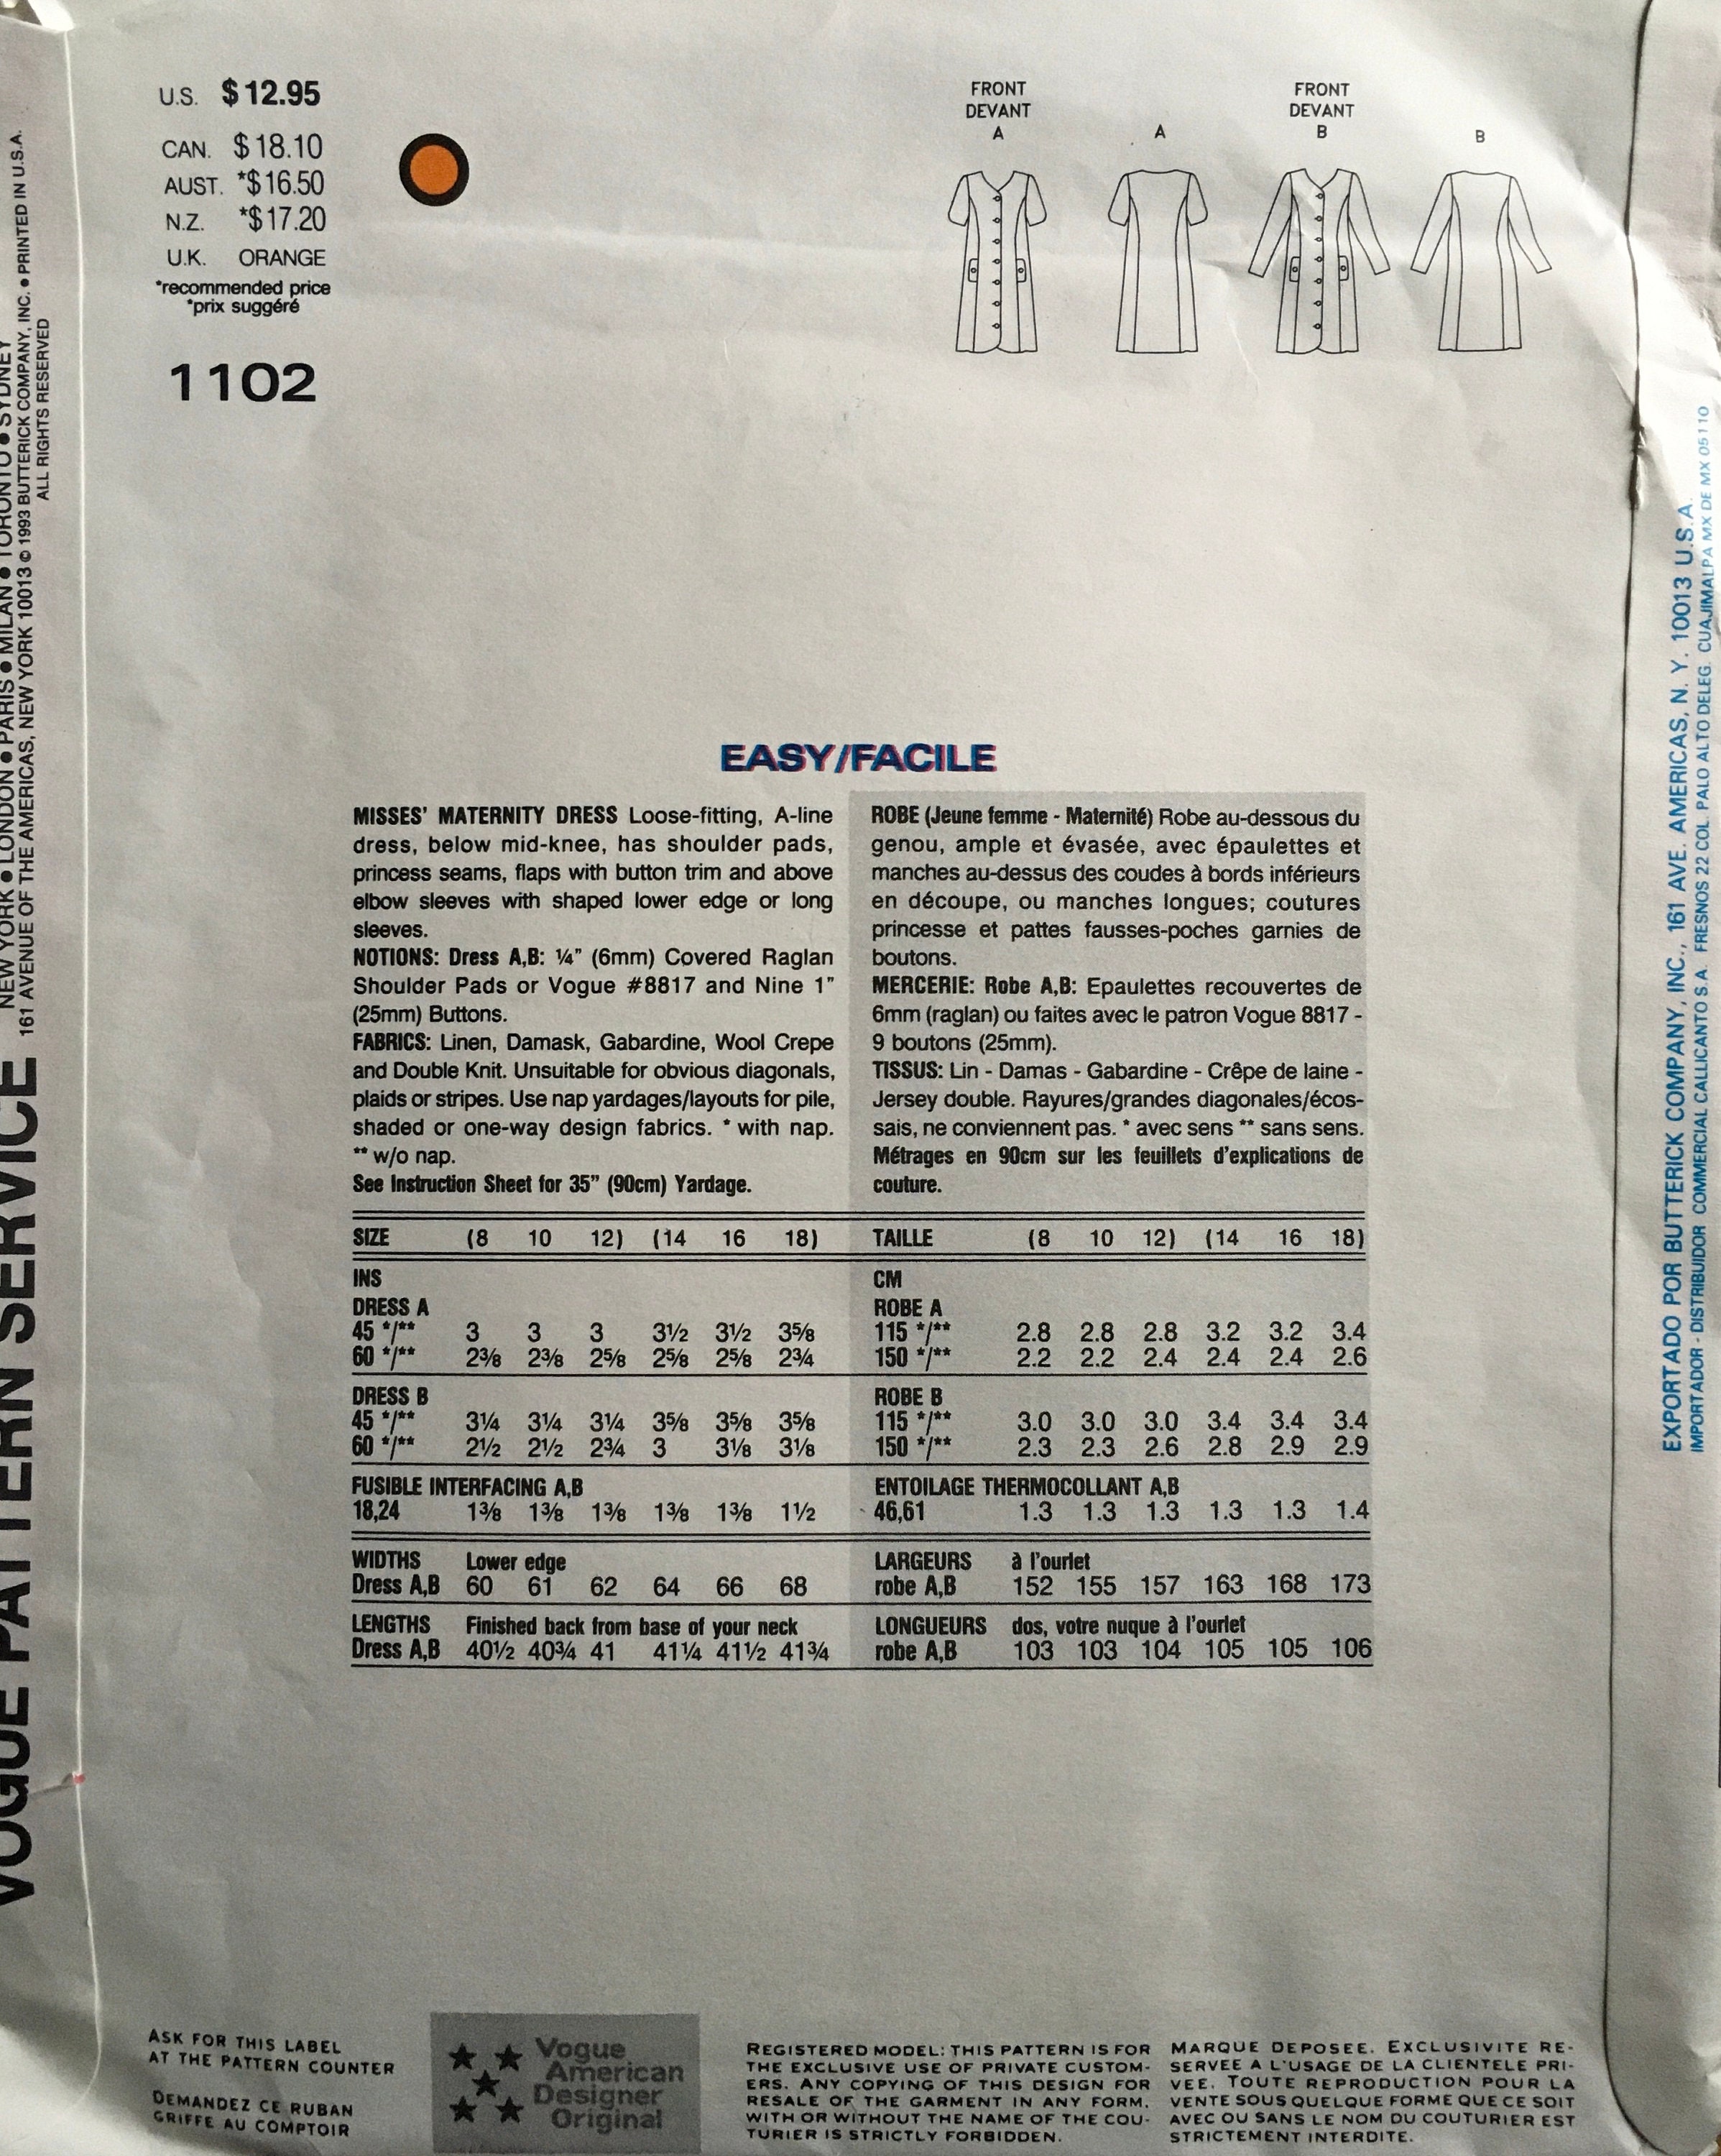 U.S. $12.95
CAN. $18.10
AUST. *$16.50
N.Z. *$17.20
U.K. ORANGE
*recommended price
*prix suggéré
1102
FRONT
DEVANT
A
A
FRONT
DEVANT
B
B
EASY/FACILE
MISSES' MATERNITY DRESS Loose-fitting, A-line
dress, below mid-knee, has shoulder pads,
princess seams, flaps with button trim and above
elbow sleeves with shaped lower edge or long
sleeves.
NOTIONS: Dress A,B: ¼" (6mm) Covered Raglan
Shoulder Pads or Vogue #8817 and Nine 1"
(25mm) Buttons.
FABRICS: Linen, Damask, Gabardine, Wool Crepe
and Double Knit. Unsuitable for obvious diagonals,
plaids or stripes. Use nap yardages/layouts for pile,
shaded or one-way design fabrics. * with nap.
** w/o nap.
See Instruction Sheet for 35" (90cm) Yardage.
ROBE (Jeune femme - Maternité) Robe au-dessous du
genou, ample et évasée, avec épaulettes et
manches au-dessus des coudes à bords inférieurs
en découpe, ou manches longues; coutures
princesse et pattes fausses-poches garnies de
boutons.
MERCERIE: Robe A,B: Epaulettes recouvertes de
6mm (raglan) ou faites avec le patron Vogue 8817 -
9 boutons (25mm).
TISSUS: Lin - Damas - Gabardine - Crêpe de laine -
Jersey double. Rayures/grandes diagonales/écos-
sais, ne conviennent pas. * avec sens ** sans sens.
Métrages en 90cm sur les feuillets d'explications de
couture.
SIZE (8 10 12) (14 16 18)
INS
DRESS A
45 */** 3 3 3 3½ 3½ 3⅝
60 */** 2⅜ 2⅜ 2⅝ 2⅝ 2⅝ 2¾
DRESS B
45 */** 3¼ 3¼ 3¼ 3⅝ 3⅝ 3⅝
60 */** 2½ 2½ 2¾ 3 3⅛ 3⅛
FUSIBLE INTERFACING A,B
18,24 1⅜ 1⅜ 1⅜ 1⅜ 1⅜ 1½
WIDTHS Lower edge
Dress A,B 60 61 62 64 66 68
LENGTHS Finished back from base of your neck
Dress A,B 40½ 40¾ 41 41¼ 41½ 41¾
TAILLE (8 10 12) (14 16 18)
CM
ROBE A
115 */** 2.8 2.8 2.8 3.2 3.2 3.4
150 */** 2.2 2.2 2.4 2.4 2.4 2.6
ROBE B
115 */** 3.0 3.0 3.0 3.4 3.4 3.4
150 */** 2.3 2.3 2.6 2.8 2.9 2.9
ENTOILAGE THERMOCOLLANT A,B
46,61 1.3 1.3 1.3 1.3 1.3 1.4
LARGEURS à l'ourlet
robe A,B 152 155 157 163 168 173
LONGUEURS dos, votre nuque à l'ourlet
robe A,B 103 103 104 105 105 106
ASK FOR THIS LABEL
AT THE PATTERN COUNTER
DEMANDEZ CE RUBAN
GRIFFE AU COMPTOIR
Vogue
American
Designer
Original
REGISTERED MODEL: THIS PATTERN IS FOR
THE EXCLUSIVE USE OF PRIVATE CUSTOM-
ERS. ANY COPYING OF THIS DESIGN FOR
RESALE OF THE GARMENT IN ANY FORM,
WITH OR WITHOUT THE NAME OF THE COU-
TURIER IS STRICTLY FORBIDDEN.
MARQUE DEPOSEE. EXCLUSIVITE RE-
SERVEE A L'USAGE DE LA CLIENTELE PRI-
VEE. TOUTE REPRODUCTION POUR LA
VENTE SOUS QUELQUE FORME QUE CE SOIT
AVEC OU SANS LE NOM DU COUTURIER EST
STRICTEMENT INTERDITE.
VOGUE PATTERN SERVICE
NEW YORK • LONDON • PARIS • MILAN • TORONTO • SYDNEY
161 AVENUE OF THE AMERICAS, NEW YORK 10013 © 1993 BUTTERICK COMPANY, INC. • PRINTED IN U.S.A.
ALL RIGHTS RESERVED
EXPORTADO POR BUTTERICK COMPANY, INC., 161 AVE. AMERICAS, N. Y. 10013 U.S.A.
IMPORTADOR - DISTRIBUIDOR COMMERCIAL CALLICANTO S.A. FRESNOS 22 COL. PALO ALTO DELEG. CUAJIMALPA MX DE MX 05110